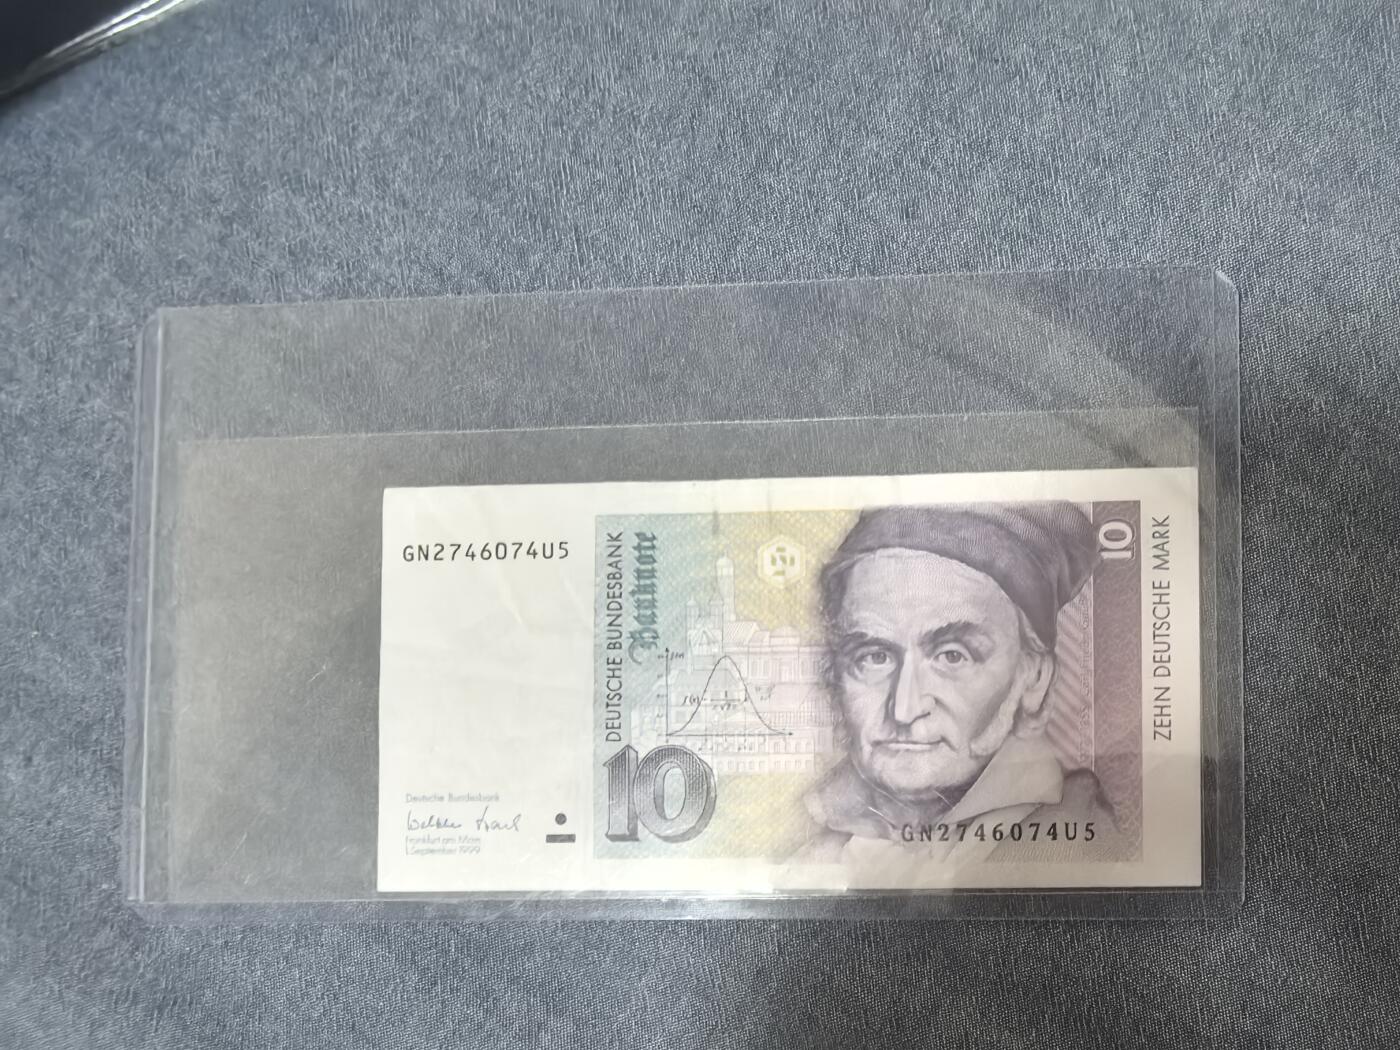 GN2746074U5
Deutsche Bundesbank
Frankfurt am Main
1. September 1999
DEUTSCHE BUNDESBANK
Banknote
10
f(x)
10
ZEHN DEUTSCHE MARK
GN2746074U5